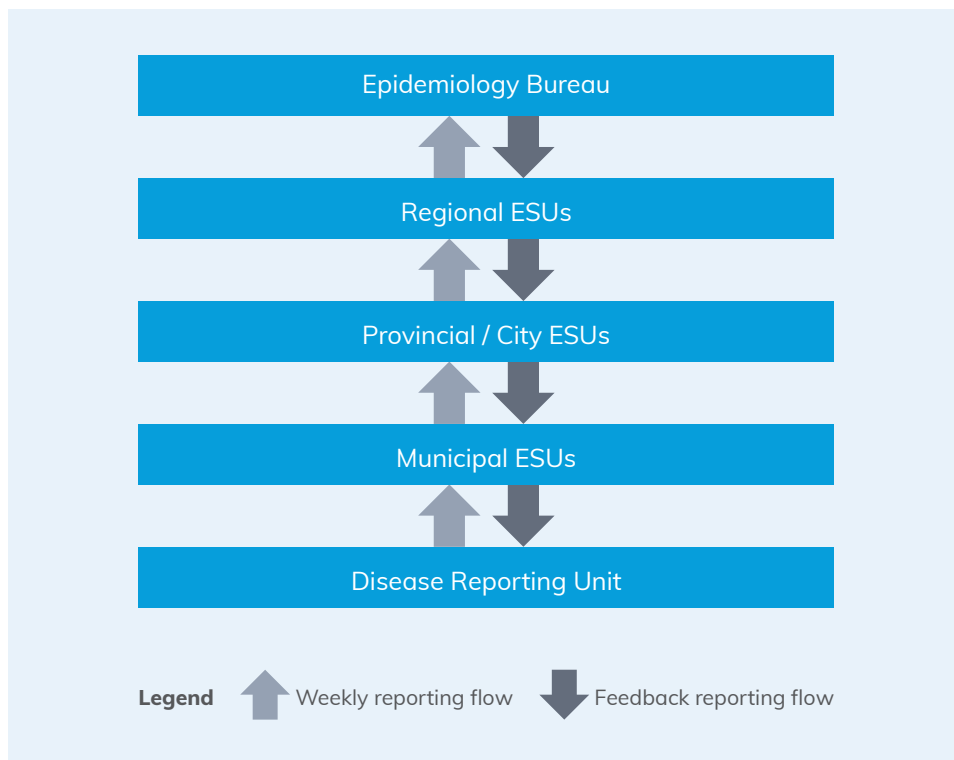 Epidemiology Bureau
Regional ESUs
Provincial / City ESUs
Municipal ESUs
Disease Reporting Unit
Legend Weekly reporting flow Feedback reporting flow